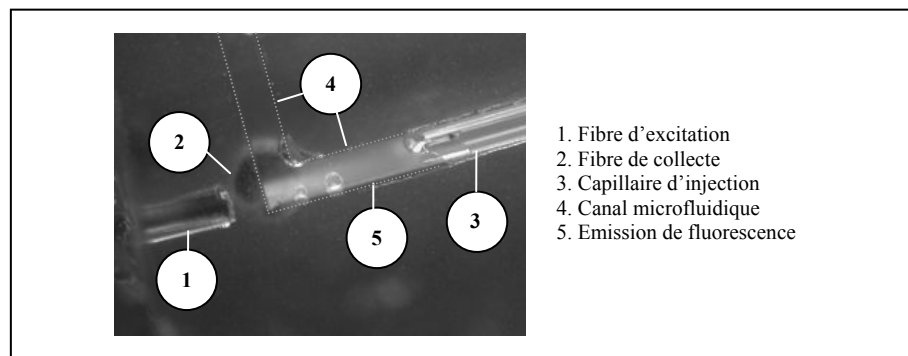 4
2
3
5
1
1. Fibre d'excitation
2. Fibre de collecte
3. Capillaire d'injection
4. Canal microfluidique
5. Emission de fluorescence